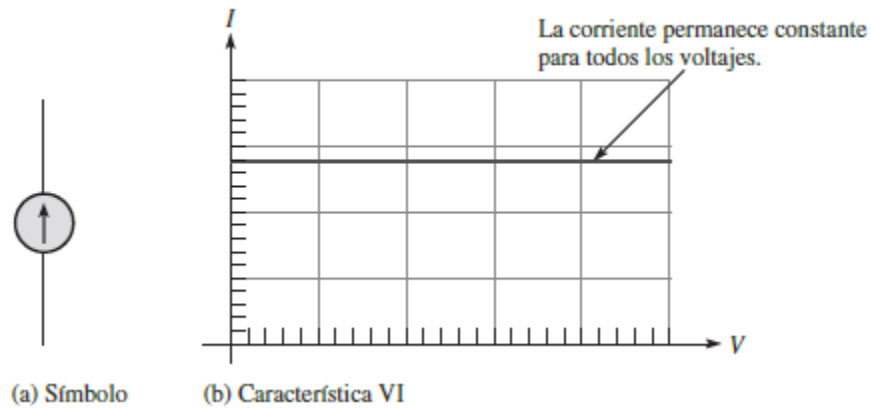 I
La corriente permanece constante
para todos los voltajes.
V
(a) Símbolo
(b) Característica VI